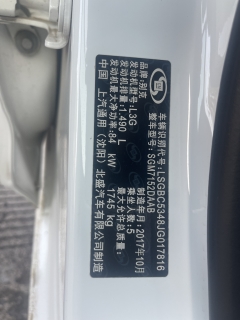 品牌：别克
车辆识别代号：LSGBC5348JG017816
整车型号：SGM7152DAAB
发动机型号：L3G
发动机排量：1.490 L
发动机最大净功率：84 kW
制造年月：2017年10月
乘坐人数：5
最大允许总质量：1745 kg
中国 上汽通用（沈阳）北盛汽车有限公司制造